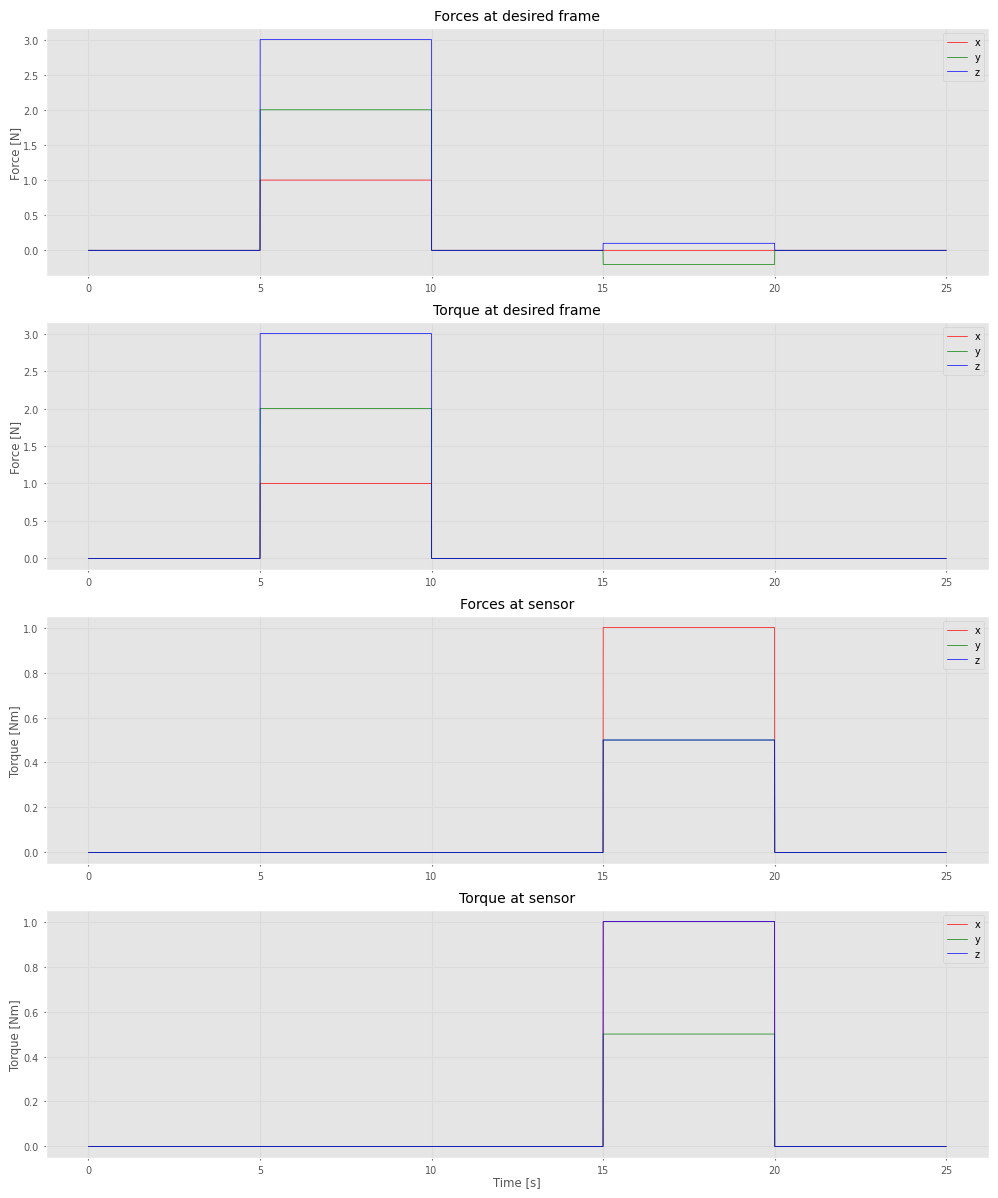 Forces at desired frame
3.0
2.5
2.0
1.5
1.0
0.5
0.0
Force [N]
x
y
z
0 5 10 15 20 25
Torque at desired frame
3.0
2.5
2.0
1.5
1.0
0.5
0.0
Force [N]
x
y
z
0 5 10 15 20 25
Forces at sensor
1.0
0.8
0.6
0.4
0.2
0.0
Torque [Nm]
x
y
z
0 5 10 15 20 25
Torque at sensor
1.0
0.8
0.6
0.4
0.2
0.0
Torque [Nm]
x
y
z
0 5 10 15 20 25
Time [s]